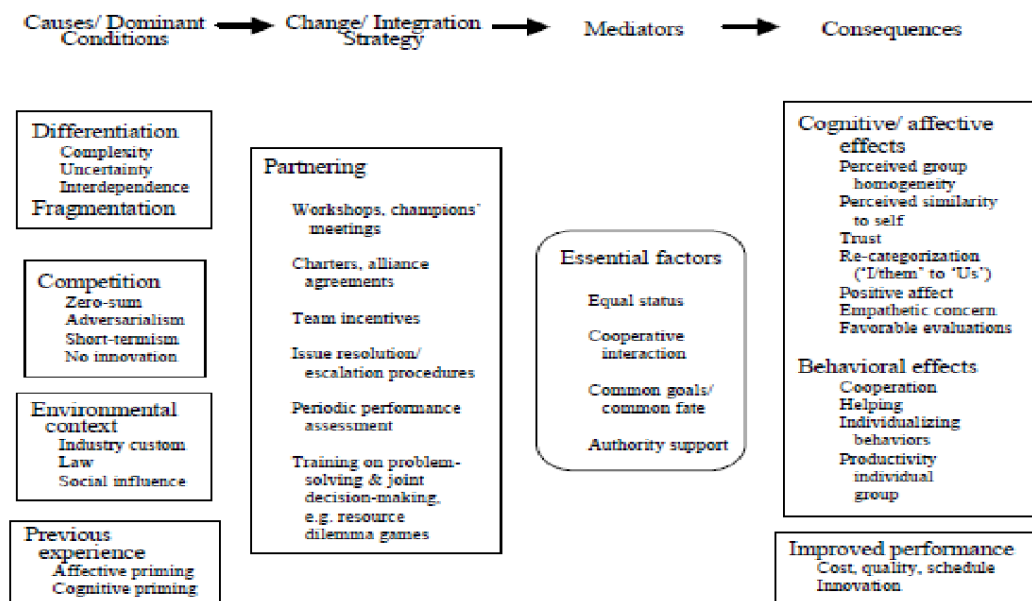 Causes/ Dominant
Conditions
Change/ Integration
Strategy
Mediators
Consequences
Differentiation
Complexity
Uncertainty
Interdependence
Fragmentation
Competition
Zero-sum
Adversarialism
Short-termism
No innovation
Environmental
context
Industry custom
Law
Social influence
Previous
experience
Affective priming
Cognitive priming
Partnering
Workshops, champions’
meetings
Charters, alliance
agreements
Team incentives
Issue resolution/
escalation procedures
Periodic performance
assessment
Training on problem-
solving & joint
decision-making,
e.g. resource
dilemma games
Essential factors
Equal status
Cooperative
interaction
Common goals/
common fate
Authority support
Cognitive/ affective
effects
Perceived group
homogeneity
Perceived similarity
to self
Trust
Re-categorization
(‘I/them” to ‘Us’)
Positive affect
Empathetic concern
Favorable evaluations
Behavioral effects
Cooperation
Helping
Individualizing
behaviors
Productivity
individual
group
Improved performance
Cost, quality, schedule
Innovation